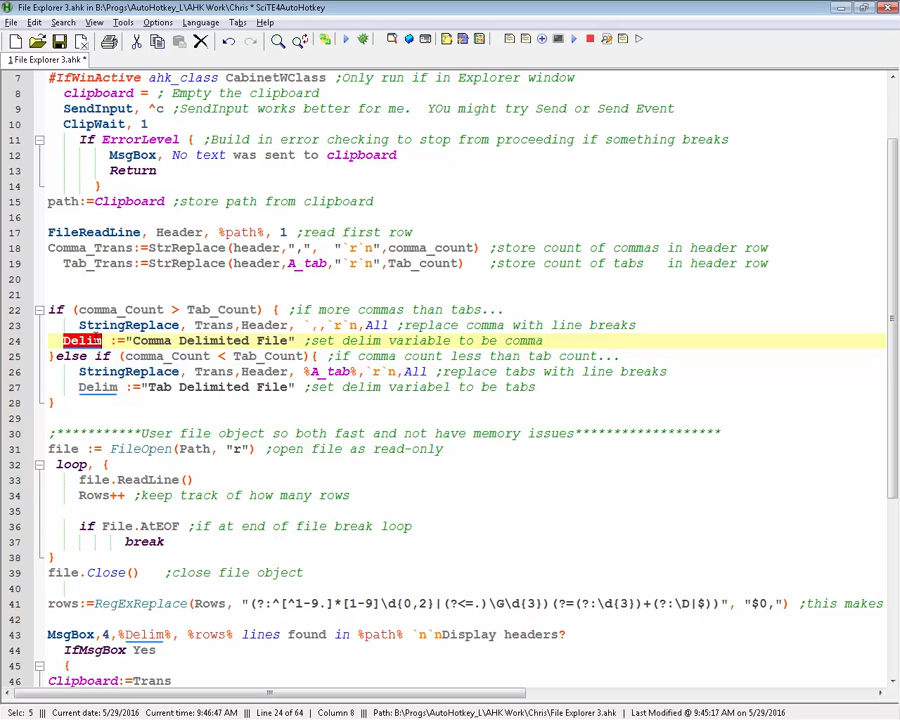 File Explorer 3.ahk in B:\Progs\AutoHotkey_L\AHK Work\Chris * SciTE4AutoHotkey
File Edit Search View Tools Options Language Tabs Help
1 File Explorer 3.ahk *
7 #IfWinActive ahk_class CabinetWClass ;Only run if in Explorer window
8 clipboard = ; Empty the clipboard
9 SendInput, ^c ;SendInput works better for me. You might try Send or Send Event
10 ClipWait, 1
11 If ErrorLevel { ;Build in error checking to stop from proceeding if something breaks
12 MsgBox, No text was sent to clipboard
13 Return
14 }
15 path:=Clipboard ;store path from clipboard
16
17 FileReadLine, Header, %path%, 1 ;read first row
18 Comma_Trans:=StrReplace(header,",", "`r`n",comma_count) ;store count of commas in header row
19 Tab_Trans:=StrReplace(header,A_tab,"`r`n",Tab_count) ;store count of tabs in header row
20
21
22 if (comma_Count > Tab_Count) { ;if more commas than tabs...
23 StringReplace, Trans,Header, `,,`r`n,All ;replace comma with line breaks
24 Delim :="Comma Delimited File" ;set delim variable to be comma
25 }else if (comma_Count < Tab_Count){ ;if comma count less than tab count...
26 StringReplace, Trans,Header, %A_tab%,`r`n,All ;replace tabs with line breaks
27 Delim :="Tab Delimited File" ;set delim variabel to be tabs
28 }
29
30 ;***********User file object so both fast and not have memory issues******************
31 file := FileOpen(Path, "r") ;open file as read-only
32 loop, {
33 file.ReadLine()
34 Rows++ ;keep track of how many rows
35
36 if File.AtEOF ;if at end of file break loop
37 break
38 }
39 file.Close() ;close file object
40
41 rows:=RegExReplace(Rows, "(?:^[^1-9.]*[1-9]\d{0,2}|(?<=.)\G\d{3})(?=(?:\d{3})+(?:\D|$))", "$0,") ;this makes
42
43 MsgBox,4,%Delim%, %rows% lines found in %path% `n`nDisplay headers?
44 IfMsgBox Yes
45 {
46 Clipboard:=Trans
Selc: 5 ||| Current date: 5/29/2016 Current time: 9:46:47 AM ||| Line 24 of 64 ||| Column 8 ||| Path: B:\Progs\AutoHotkey_L\AHK Work\Chris\File Explorer 3.ahk ||| Selc: 5 ||| Last saved: 5/29/2016 ||| 9:45:17 AM